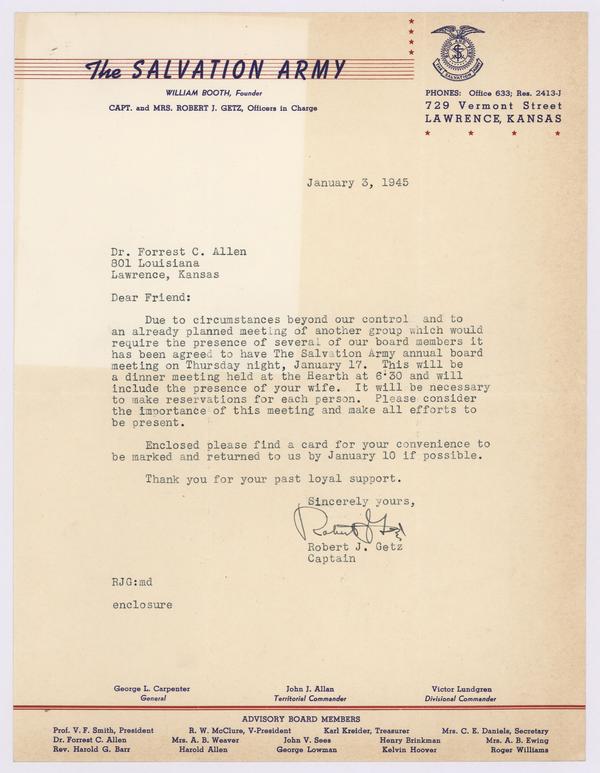 The SALVATION ARMY
WILLIAM BOOTH, Founder
CAPT. and MRS. ROBERT J. GETZ, Officers in Charge
PHONES: Office 633; Res. 2413-J
729 Vermont Street
LAWRENCE, KANSAS
January 3, 1945
Dr. Forrest C. Allen
801 Louisiana
Lawrence, Kansas
Dear Friend:
Due to circumstances beyond our control and to
an already planned meeting of another group which would
require the presence of several of our board members it
has been agreed to have The Salvation Army annual board
meeting on Thursday night, January 17. This will be
a dinner meeting held at the Hearth at 6:30 and will
include the presence of your wife. It will be necessary
to make reservations for each person. Please consider
the importance of this meeting and make all efforts to
be present.
Enclosed please find a card for your convenience to
be marked and returned to us by January 10 if possible.
Thank you for your past loyal support.
Sincerely yours,
Robert J Getz
Robert J. Getz
Captain
RJG:md
enclosure
George L. Carpenter John J. Allan Victor Lundgren
General Territorial Commander Divisional Commander
ADVISORY BOARD MEMBERS
Prof. V. F. Smith, President R. W. McClure, V-President Karl Kreider, Treasurer Mrs. C. E. Daniels, Secretary
Dr. Forrest C. Allen Mrs. A. B. Weaver John V. Sees Henry Brinkman Mrs. A. B. Ewing
Rev. Harold G. Barr Harold Allen George Lowman Kelvin Hoover Roger Williams